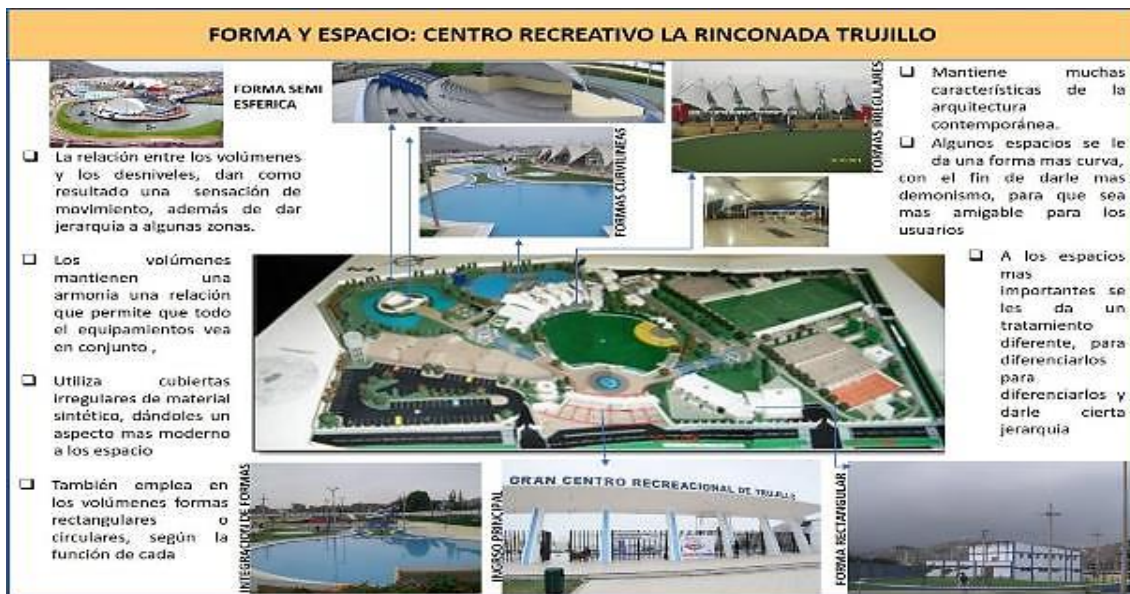 FORMA Y ESPACIO: CENTRO RECREATIVO LA RINCONADA TRUJILLO
FORMA SEMI
ESFERICA
❑ La relación entre los volúmenes
y los desniveles, dan como
resultado una sensación de
movimiento, además de dar
jerarquia a algunas zonas.
❑ Los volúmenes
mantienen una
armonía una relación
que permite que todo
el equipamientos vea
en conjunto ,
❑ Utiliza cubiertas
irregulares de material
sintético, dándoles un
aspecto mas moderno
a los espacio
❑ También emplea en
los volúmenes formas
rectangulares o
circulares, según la
función de cada
FORMAS CURVILINEAS
FORMAS IRREGULARES
❑ Mantiene muchas
características de la
arquitectura
contemporánea.
❑ Algunos espacios se le
da una forma mas curva,
con el fin de darle mas
demonismo, para que sea
mas amigable para los
usuarios
❑ A los espacios
mas
importantes se
les da un
tratamiento
diferente, para
diferenciarlos
para
diferenciarlos y
darle cierta
jerarquia
INTEGRACION DE FORMAS
INGRSO PRINCIPAL
GRAN CENTRO RECREACIONAL DE TRUJILLO
FORMA RECTANGULAR